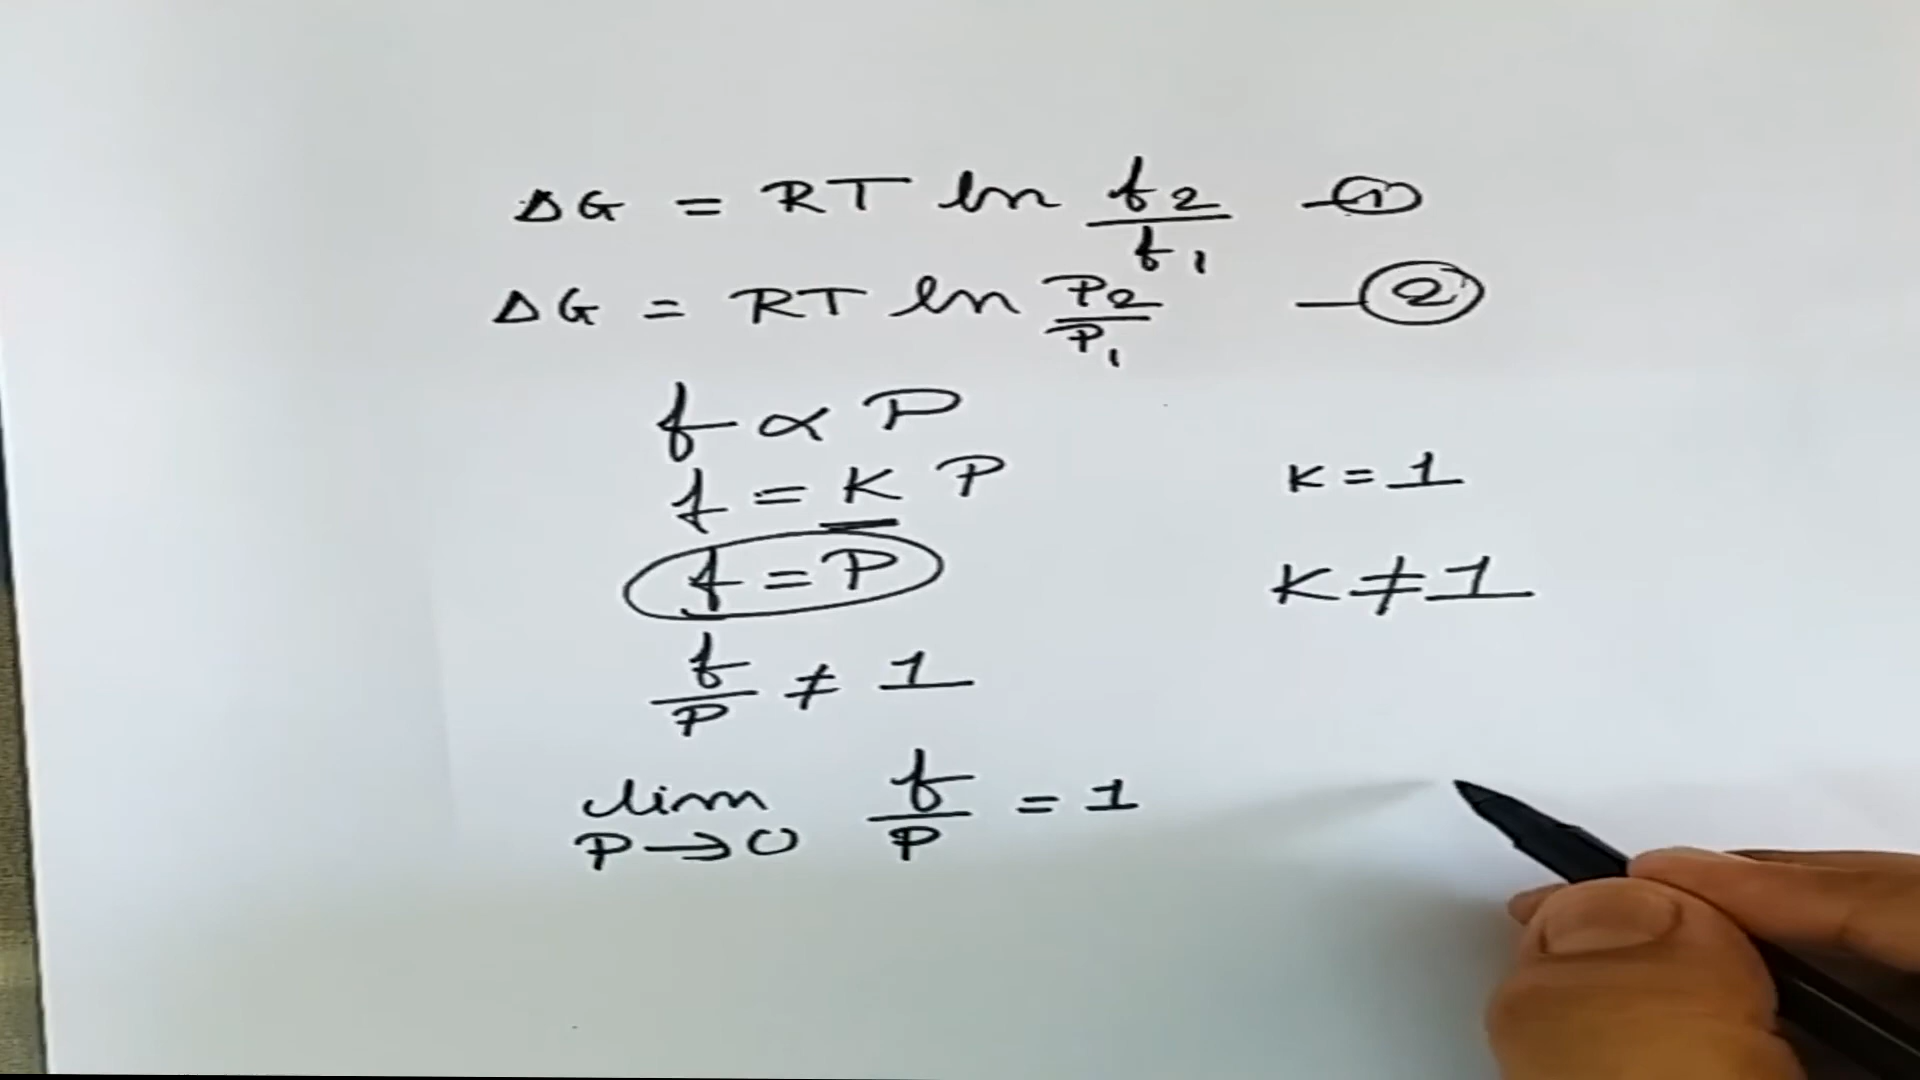 ΔG = RT ln f2/f1 — (1)
ΔG = RT ln P2/P1 — (2)
f ∝ P
f = K P K = 1
f = P K ≠ 1
f/P ≠ 1
lim P→0 f/P = 1